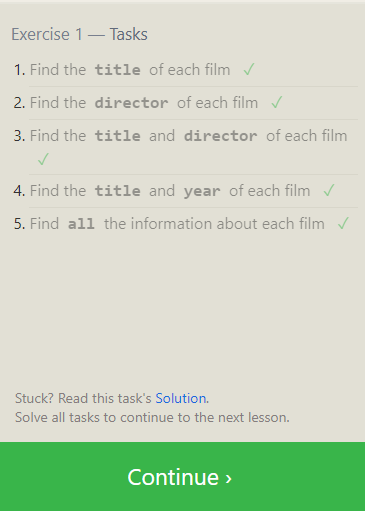 Exercise 1 — Tasks
1. Find the title of each film ✓
2. Find the director of each film ✓
3. Find the title and director of each film
✓
4. Find the title and year of each film ✓
5. Find all the information about each film ✓
Stuck? Read this task's Solution.
Solve all tasks to continue to the next lesson.
Continue ›